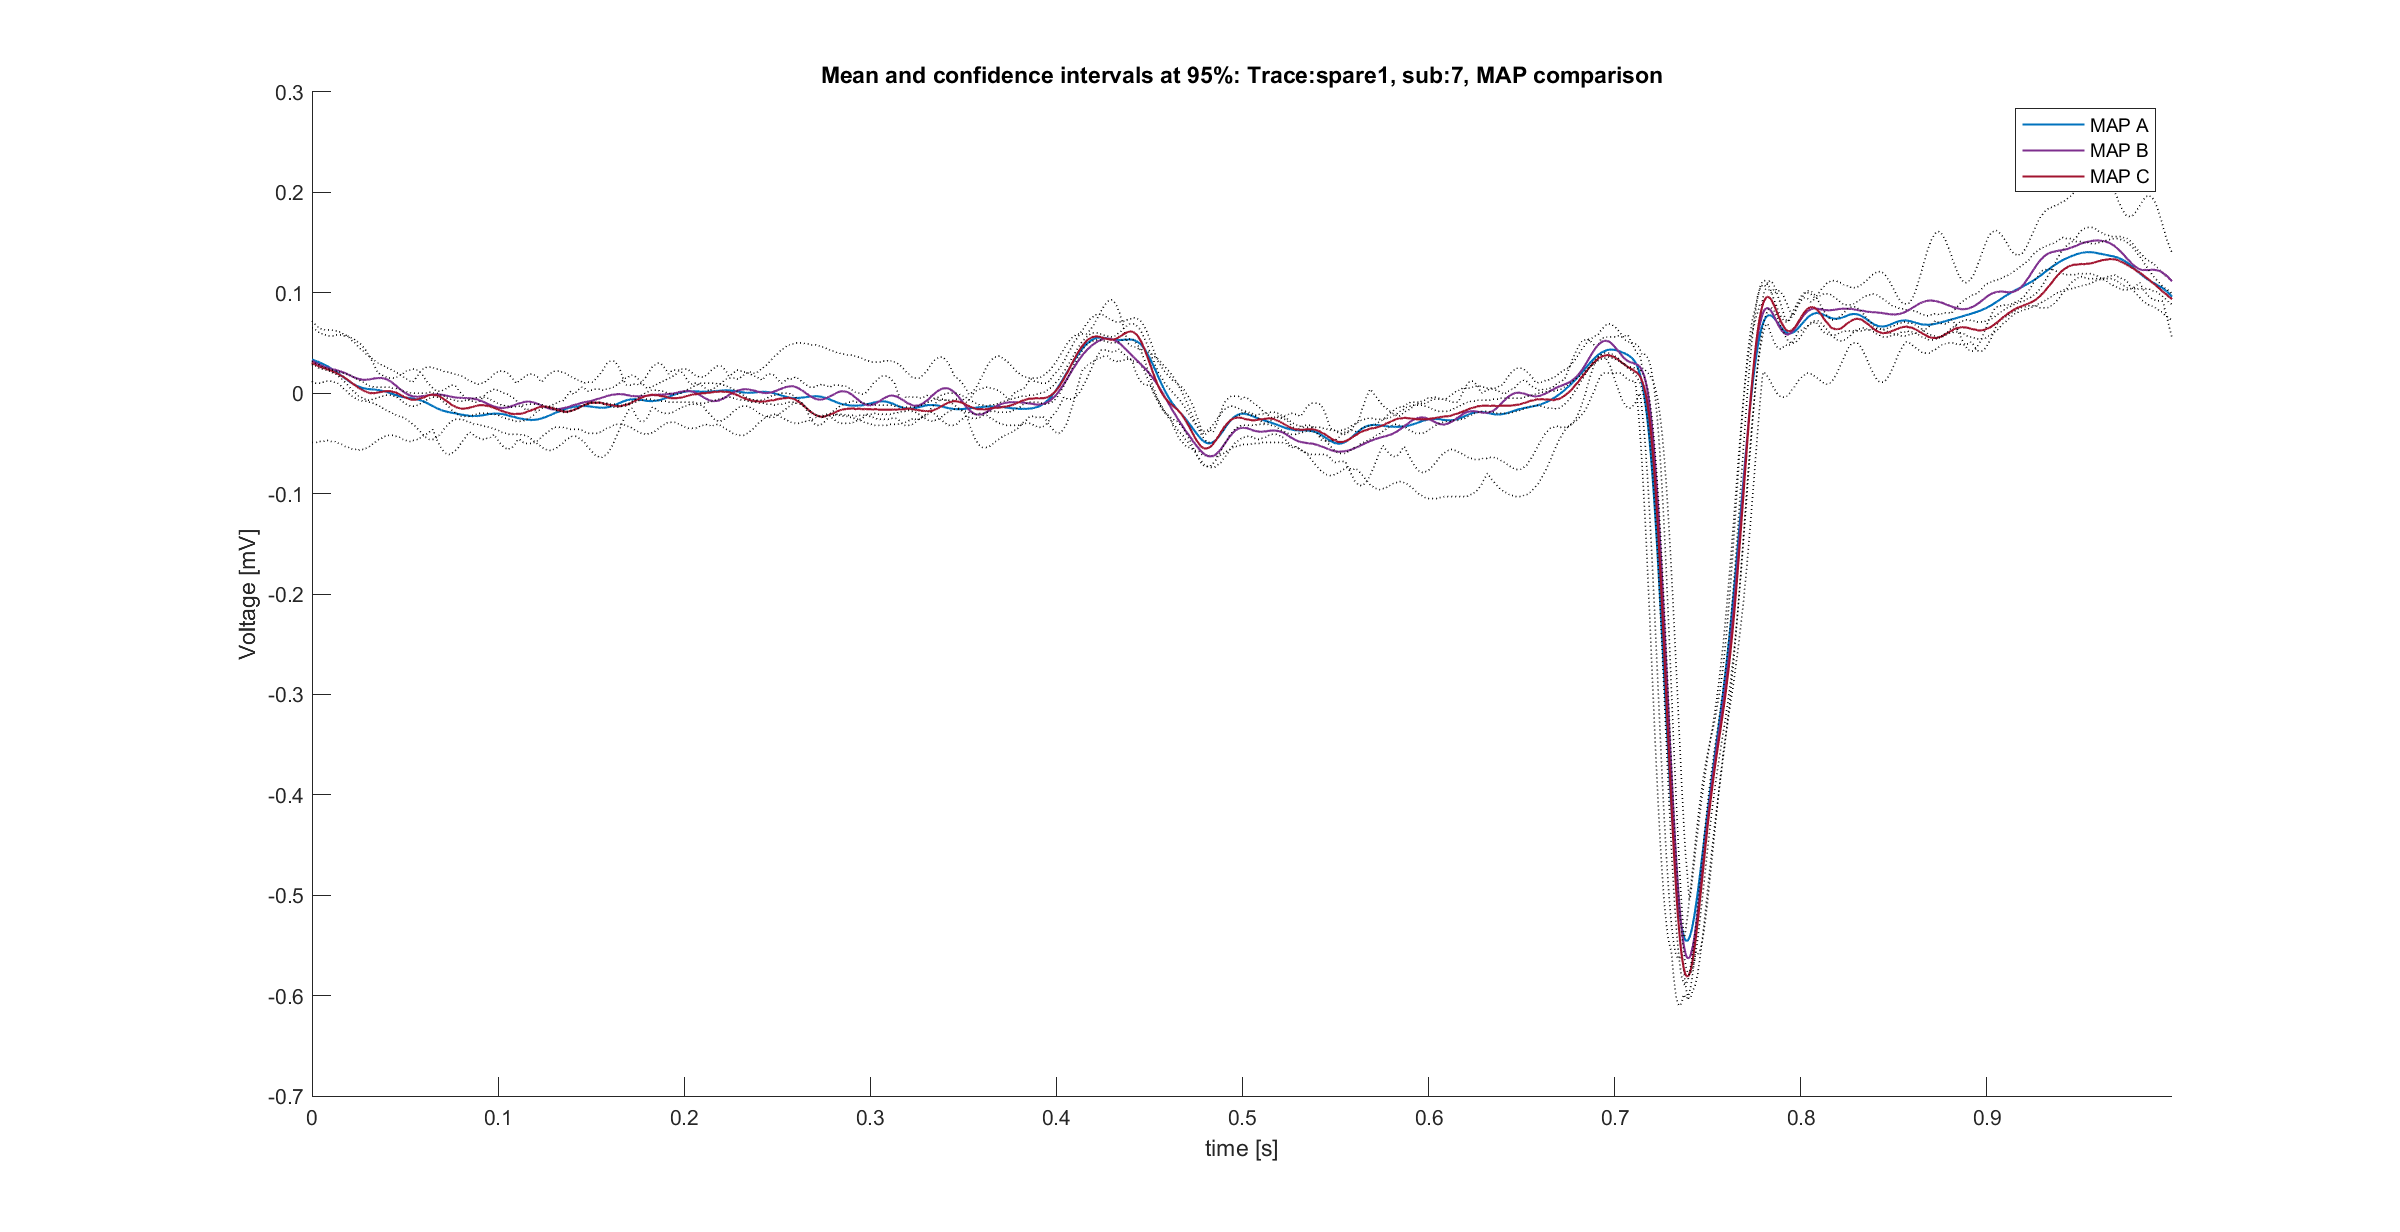 Mean and confidence intervals at 95%: Trace:spare1, sub:7, MAP comparison
0.3
0.2
0.1
0
-0.1
-0.2
-0.3
-0.4
-0.5
-0.6
-0.7
Voltage [mV]
MAP A
MAP B
MAP C
0 0.1 0.2 0.3 0.4 0.5 0.6 0.7 0.8 0.9
time [s]